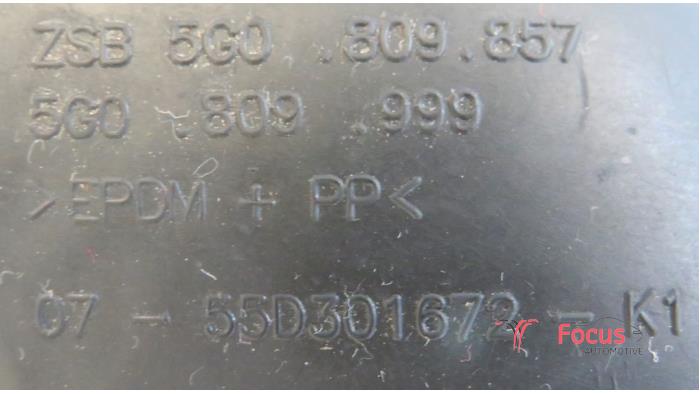 ZSB 5G0 .809.857
5G0 .809 .999
>EPDM + PP<
07 - 55D301672 - K1
Focus
AUTOMOTIVE